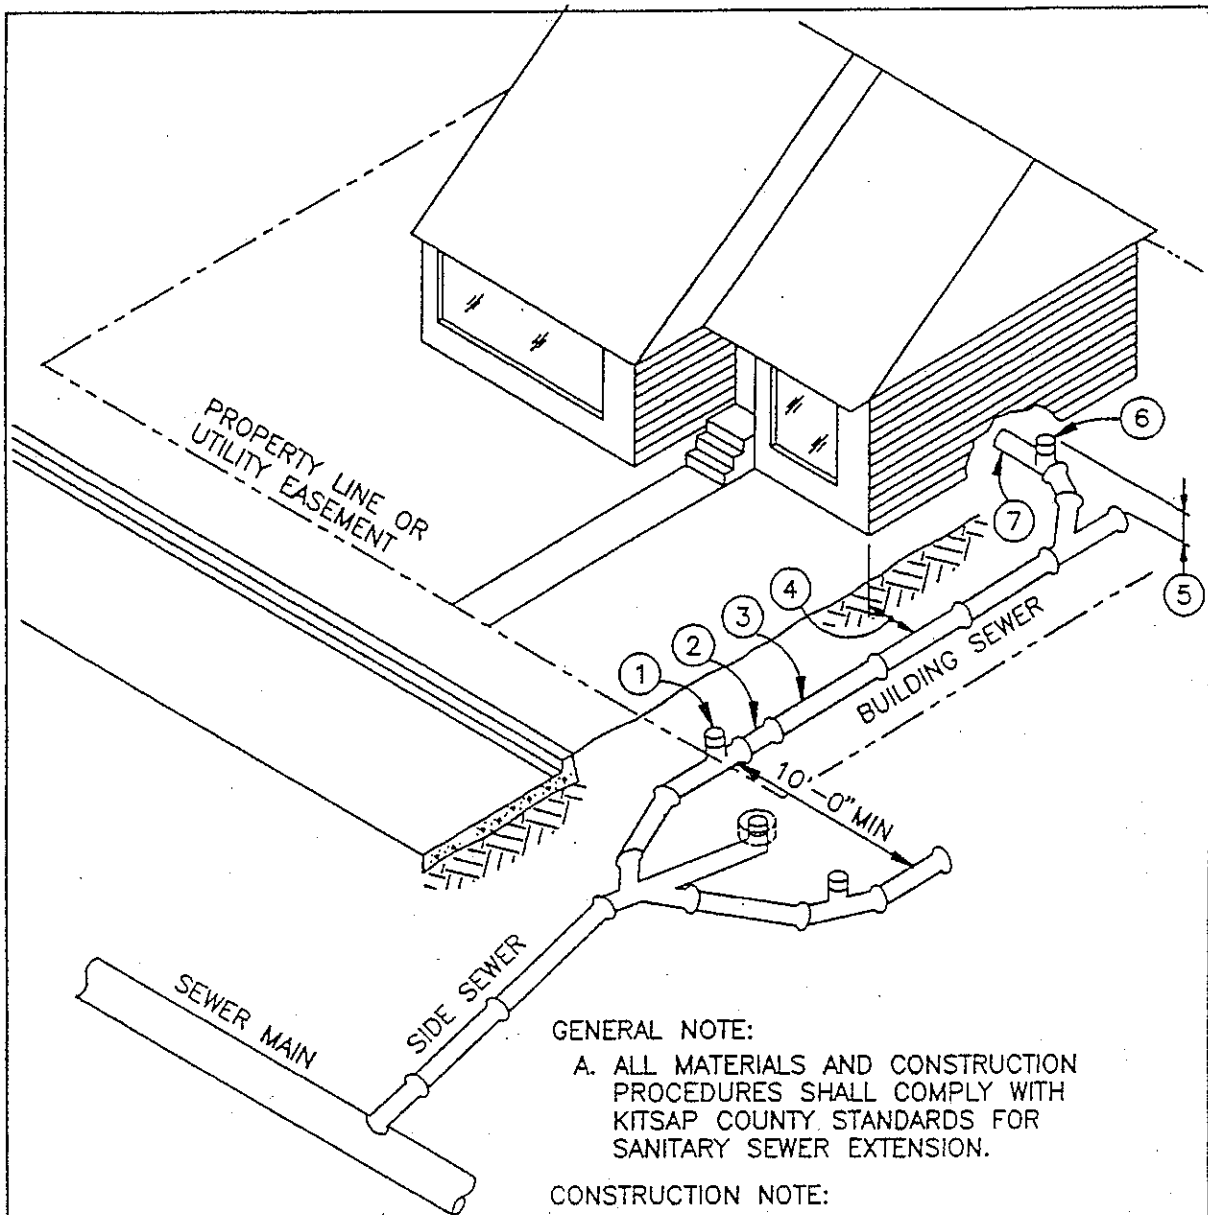 PROPERTY LINE OR
UTILITY EASEMENT
6
7
5
4
3
2
1
BUILDING SEWER
10'-0" MIN
SIDE SEWER
SEWER MAIN
GENERAL NOTE:
A. ALL MATERIALS AND CONSTRUCTION
PROCEDURES SHALL COMPLY WITH
KITSAP COUNTY STANDARDS FOR
SANITARY SEWER EXTENSION.
CONSTRUCTION NOTE: